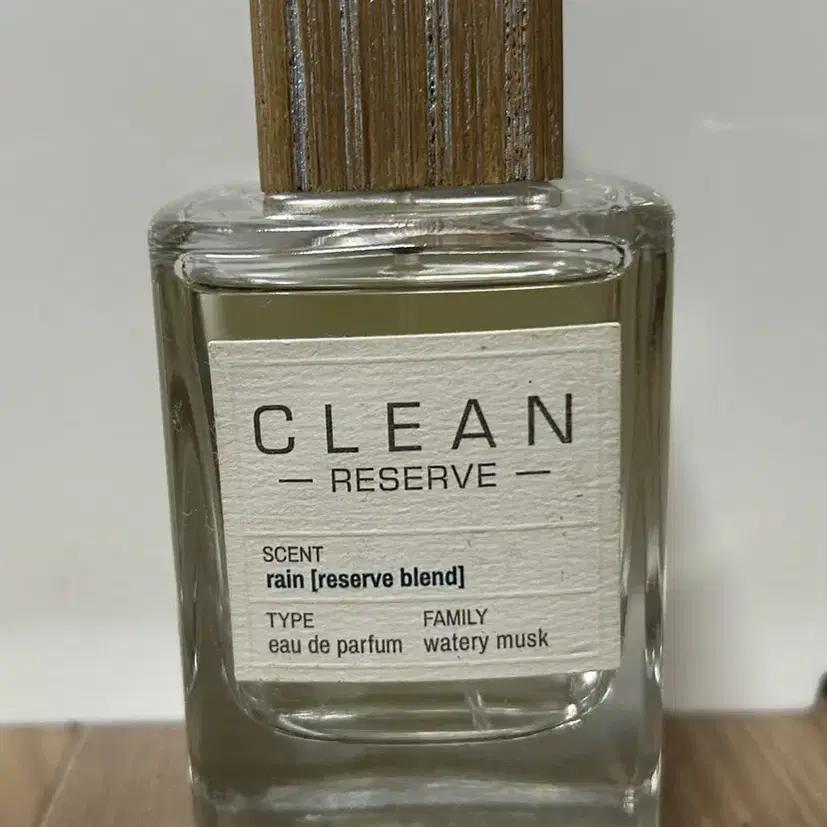 CLEAN
— RESERVE —
SCENT
rain [reserve blend]
TYPE FAMILY
eau de parfum watery musk